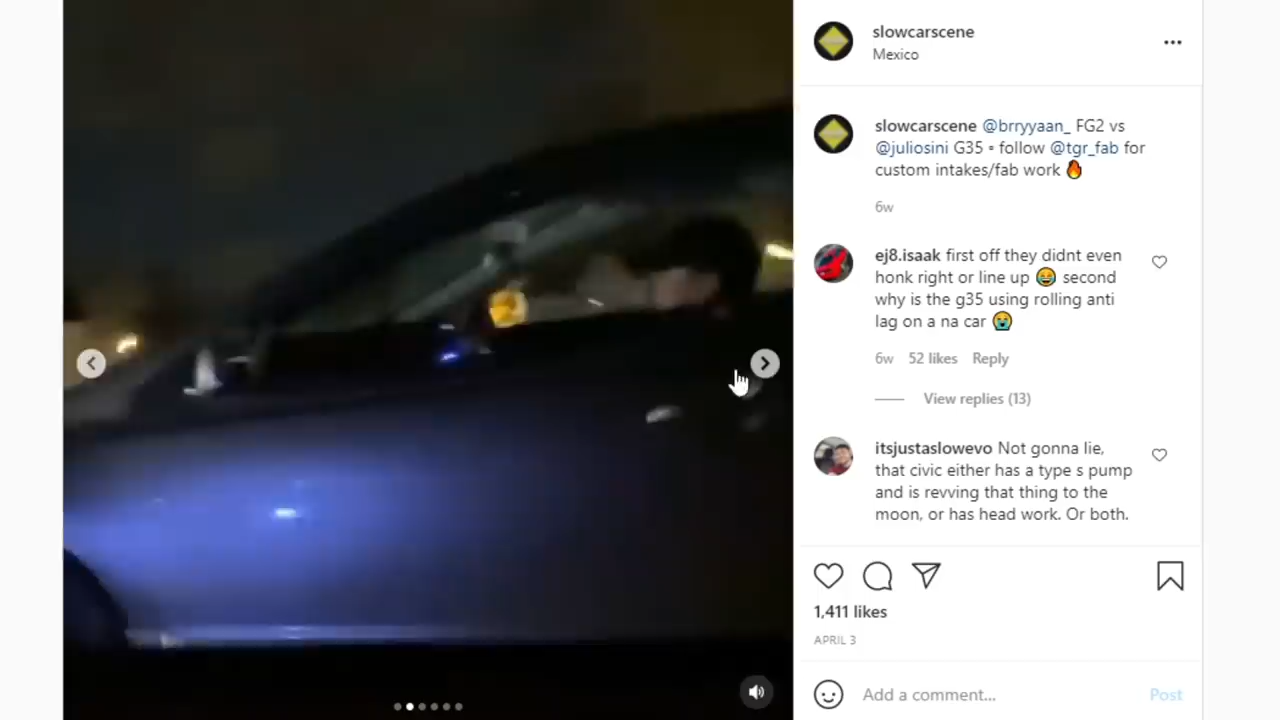 slowcarscene
Mexico
slowcarscene @brryyaan_ FG2 vs
@juliosini G35 • follow @tgr_fab for
custom intakes/fab work 🔥
6w
ej8.isaak first off they didnt even
honk right or line up 😂 second
why is the g35 using rolling anti
lag on a na car 😭
6w 52 likes Reply
View replies (13)
itsjustaslowevo Not gonna lie,
that civic either has a type s pump
and is revving that thing to the
moon, or has head work. Or both.
1,411 likes
APRIL 3
Add a comment... Post